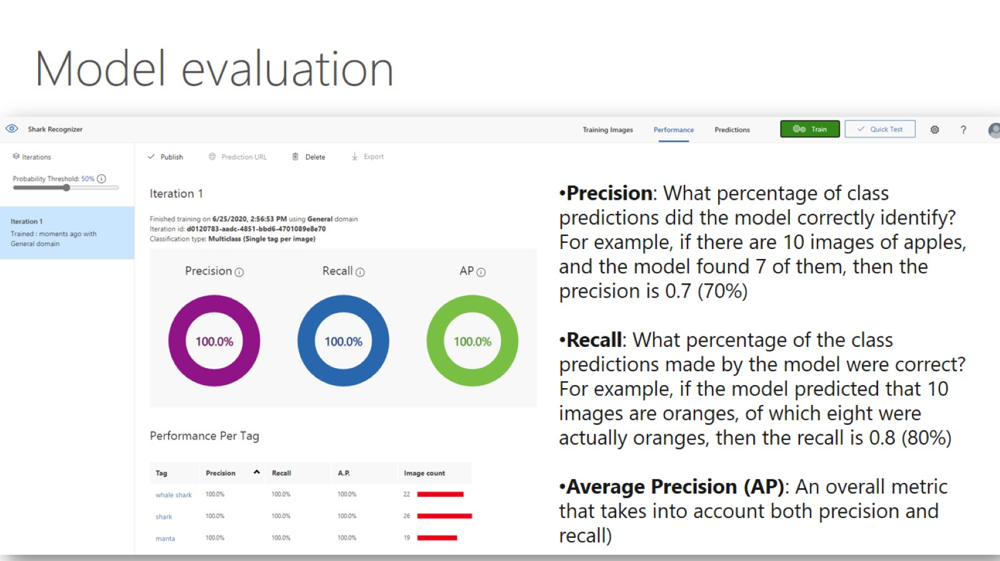 Model evaluation
Shark Recognizer
Training Images
Performance
Predictions
Train
Quick Test
?
Iterations
Probability Threshold: 50%
Iteration 1
Trained : moments ago with
General domain
Publish
Prediction URL
Delete
Export
Iteration 1
Finished training on 6/25/2020, 2:56:53 PM using General domain
Iteration id: d0120783-aadc-4851-bbd6-4701089e8e70
Classification type: Multiclass (Single tag per image)
Precision
Recall
AP
100.0%
100.0%
100.0%
Performance Per Tag
Tag Precision Recall A.P. Image count
whale shark 100.0% 100.0% 100.0% 22
shark 100.0% 100.0% 100.0% 26
manta 100.0% 100.0% 100.0% 19
•Precision: What percentage of class
predictions did the model correctly identify?
For example, if there are 10 images of apples,
and the model found 7 of them, then the
precision is 0.7 (70%)
•Recall: What percentage of the class
predictions made by the model were correct?
For example, if the model predicted that 10
images are oranges, of which eight were
actually oranges, then the recall is 0.8 (80%)
•Average Precision (AP): An overall metric
that takes into account both precision and
recall)